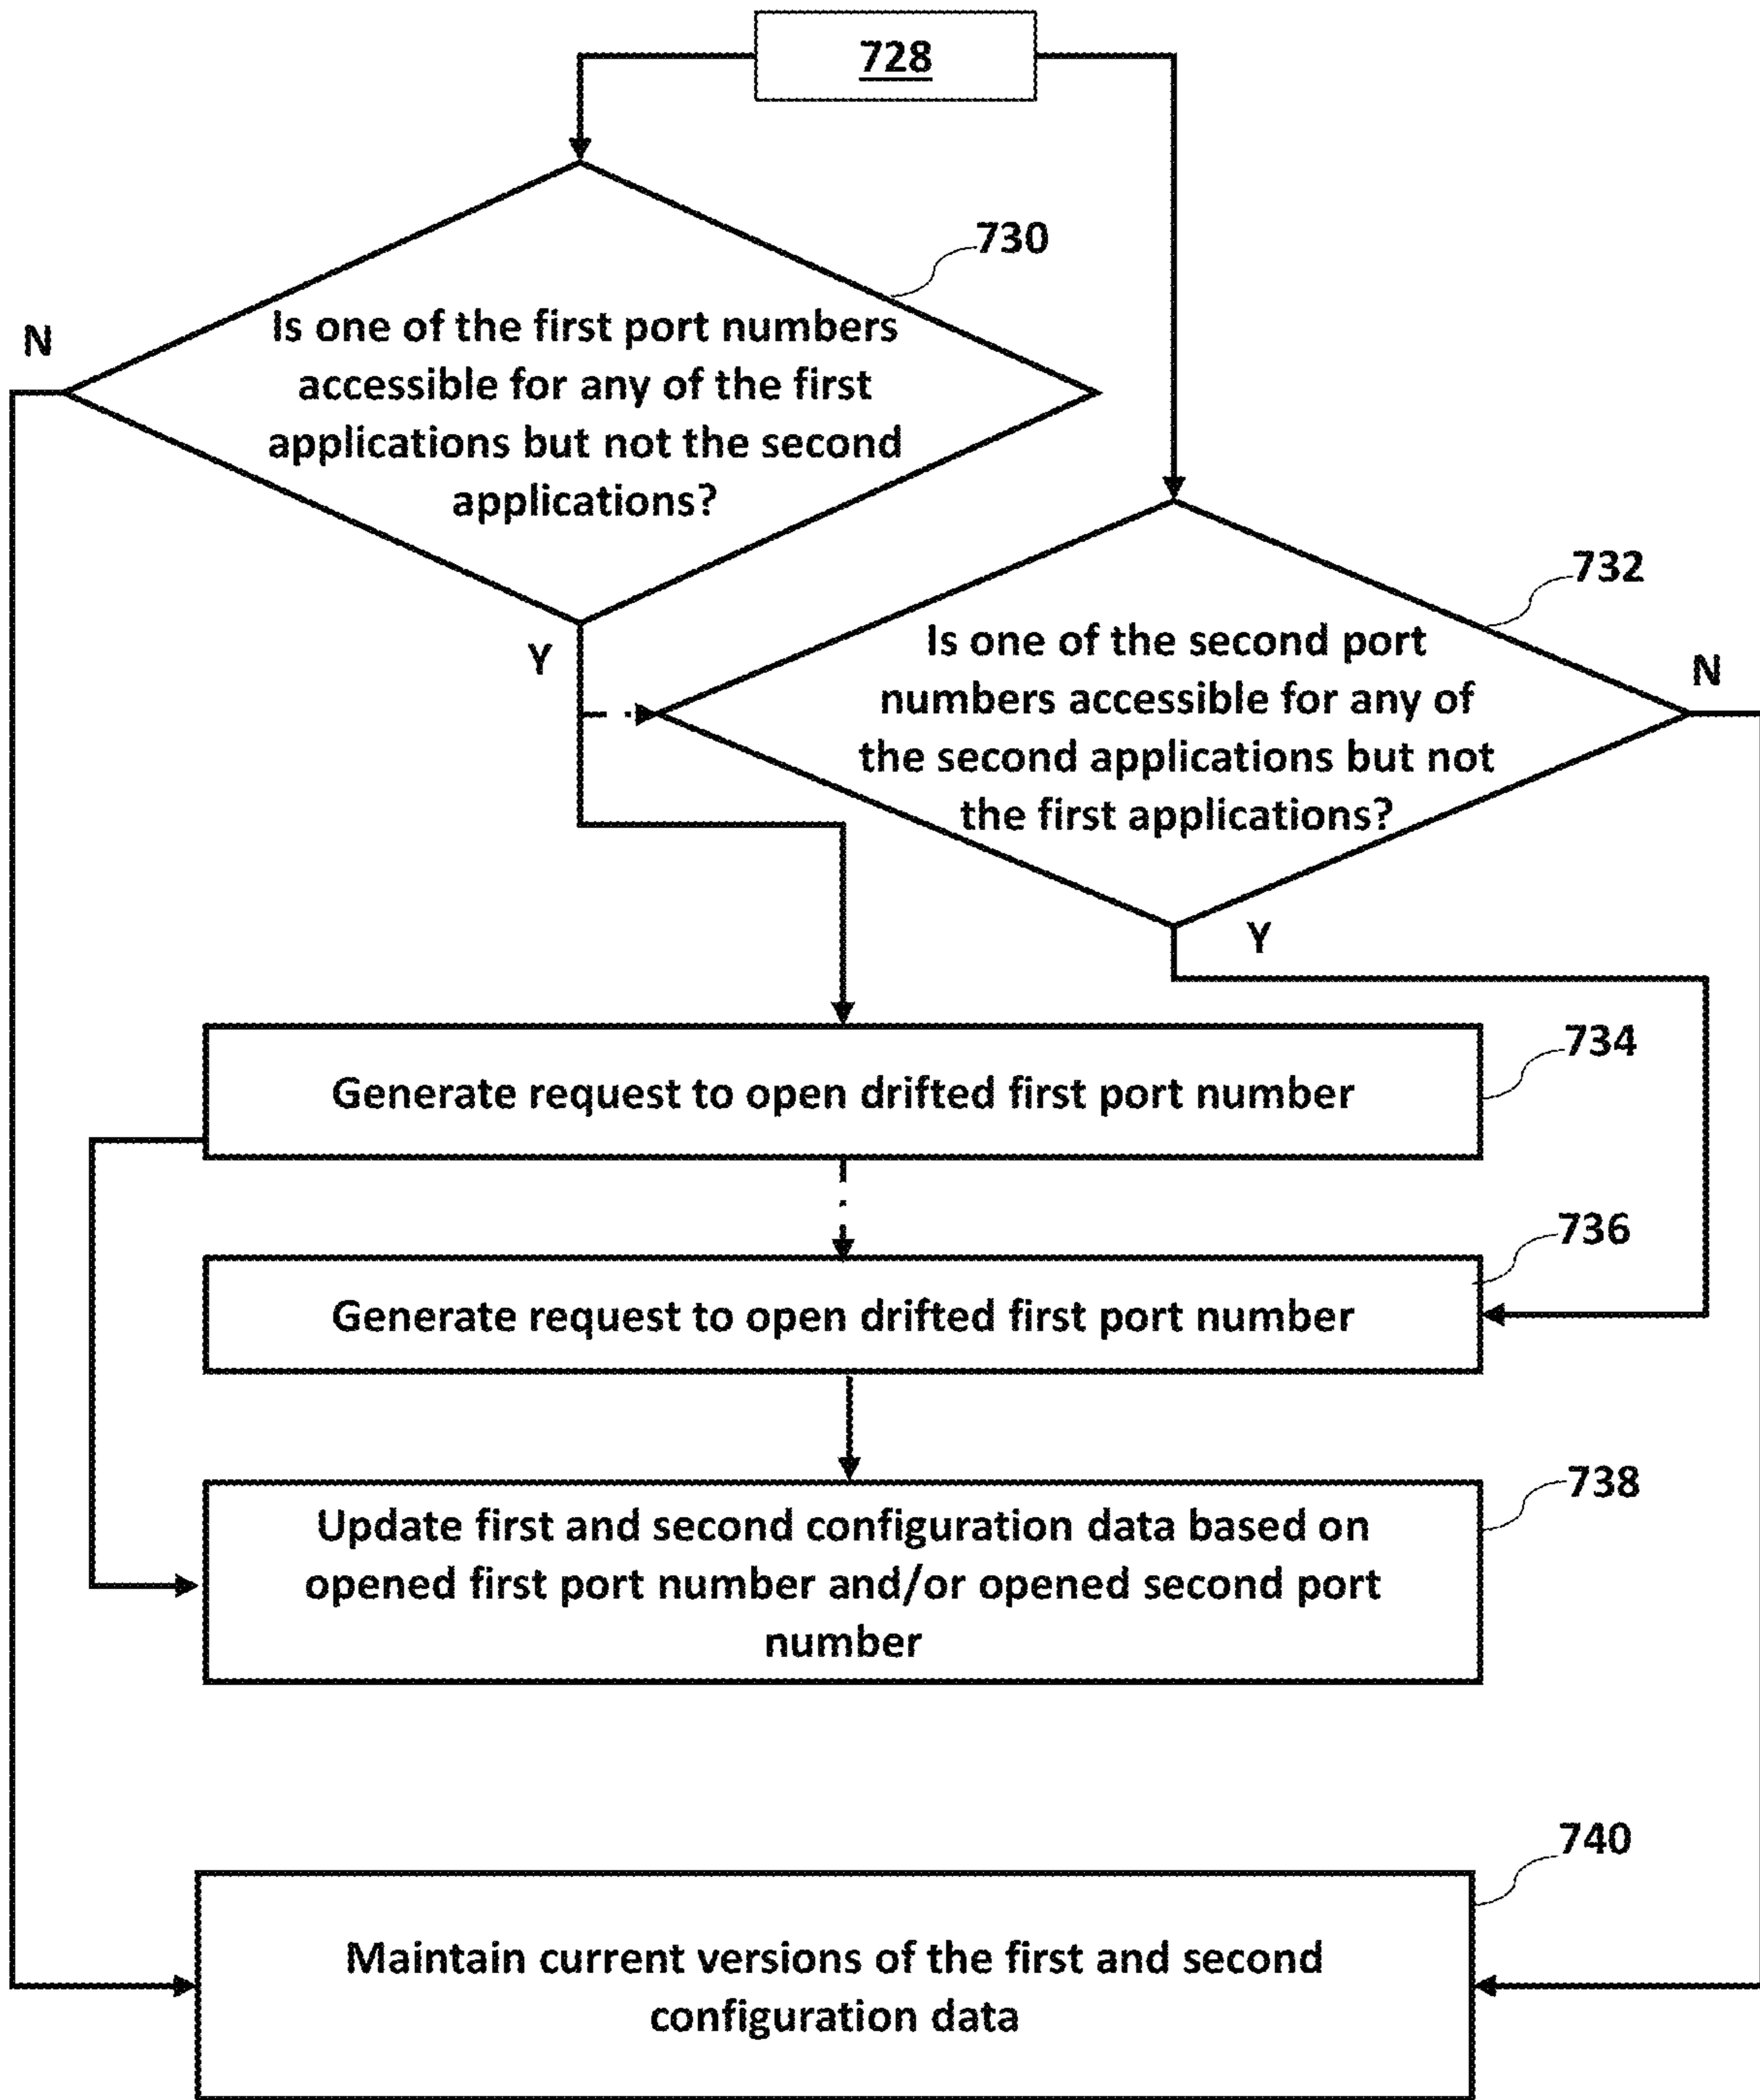 728
730
N
Is one of the first port numbers
accessible for any of the first
applications but not the second
applications?
Y
732
N
Is one of the second port
numbers accessible for any of
the second applications but not
the first applications?
Y
734
Generate request to open drifted first port number
736
Generate request to open drifted first port number
738
Update first and second configuration data based on
opened first port number and/or opened second port
number
740
Maintain current versions of the first and second
configuration data